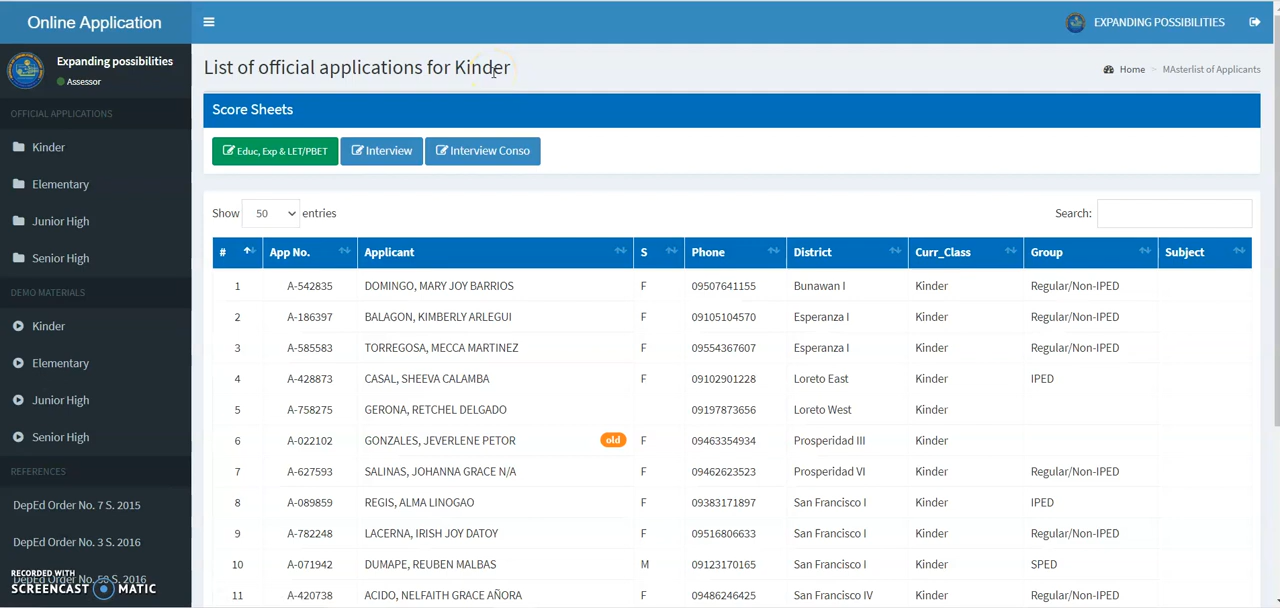 Online Application
EXPANDING POSSIBILITIES
Expanding possibilities
Assessor
OFFICIAL APPLICATIONS
Kinder
Elementary
Junior High
Senior High
DEMO MATERIALS
Kinder
Elementary
Junior High
Senior High
REFERENCES
DepEd Order No. 7 S. 2015
DepEd Order No. 3 S. 2016
DepEd Order No. 50 S. 2016
RECORDED WITH
SCREENCAST MATIC
List of official applications for Kinder
Home > MAsterlist of Applicants
Score Sheets
Educ, Exp & LET/PBET Interview Interview Conso
Show 50 entries Search:
# App No. Applicant S Phone District Curr_Class Group Subject
1 A-542835 DOMINGO, MARY JOY BARRIOS F 09507641155 Bunawan I Kinder Regular/Non-IPED
2 A-186397 BALAGON, KIMBERLY ARLEGUI F 09105104570 Esperanza I Kinder Regular/Non-IPED
3 A-585583 TORREGOSA, MECCA MARTINEZ F 09554367607 Esperanza I Kinder Regular/Non-IPED
4 A-428873 CASAL, SHEEVA CALAMBA F 09102901228 Loreto East Kinder IPED
5 A-758275 GERONA, RETCHEL DELGADO 09197873656 Loreto West Kinder
6 A-022102 GONZALES, JEVERLENE PETOR old F 09463354934 Prosperidad III Kinder
7 A-627593 SALINAS, JOHANNA GRACE N/A F 09462623523 Prosperidad VI Kinder Regular/Non-IPED
8 A-089859 REGIS, ALMA LINOGAO F 09383171897 San Francisco I Kinder IPED
9 A-782248 LACERNA, IRISH JOY DATOY F 09516806633 San Francisco I Kinder Regular/Non-IPED
10 A-071942 DUMAPE, REUBEN MALBAS M 09123170165 San Francisco I Kinder SPED
11 A-420738 ACIDO, NELFAITH GRACE AÑORA F 09486246425 San Francisco IV Kinder Regular/Non-IPED